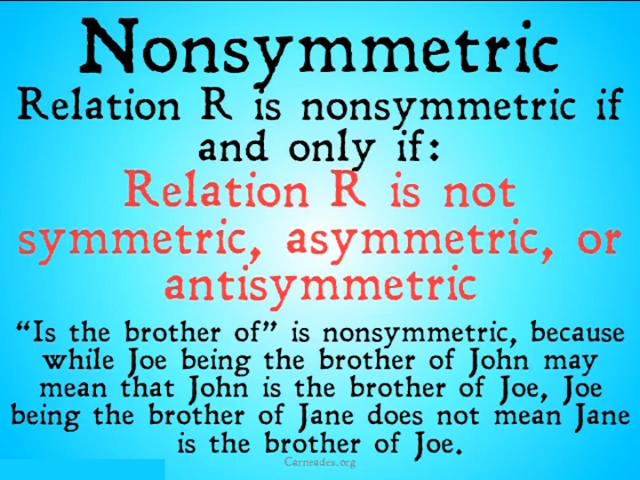 Nonsymmetric
Relation R is nonsymmetric if
and only if:
Relation R is not
symmetric, asymmetric, or
antisymmetric
“Is the brother of” is nonsymmetric, because
while Joe being the brother of John may
mean that John is the brother of Joe, Joe
being the brother of Jane does not mean Jane
is the brother of Joe.
Carneades.org